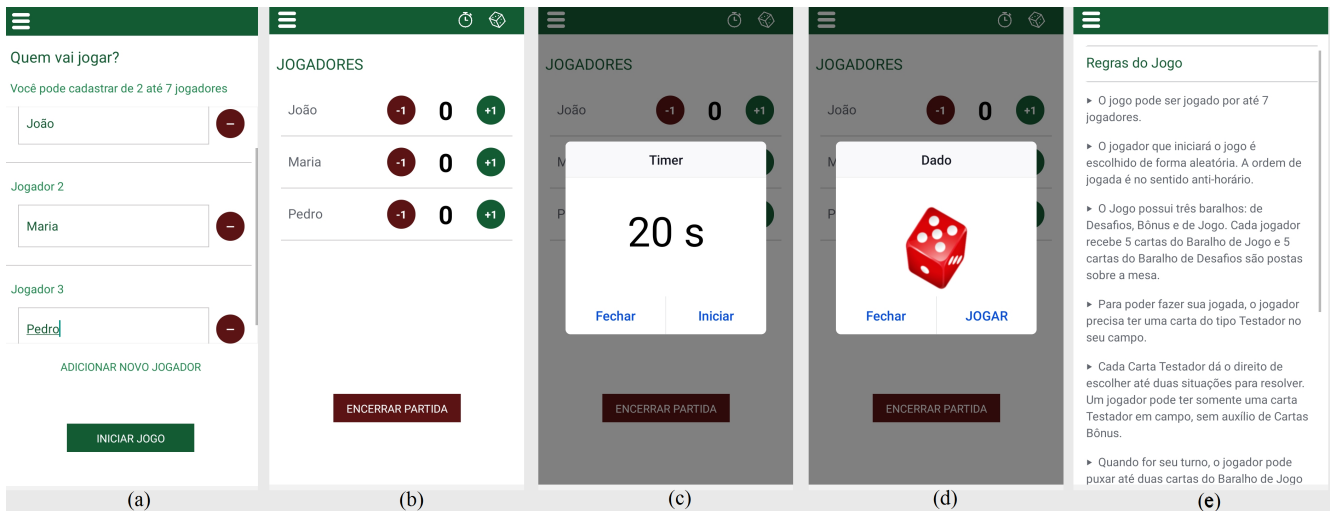 Quem vai jogar?
Você pode cadastrar de 2 até 7 jogadores
João
–
Jogador 2
Maria
–
Jogador 3
Pedro
–
ADICIONAR NOVO JOGADOR
INICIAR JOGO
(a)
JOGADORES
João -1 0 +1
Maria -1 0 +1
Pedro -1 0 +1
ENCERRAR PARTIDA
(b)
JOGADORES
João -1 0 +1
M
P
Timer
20 s
Fechar Iniciar
ENCERRAR PARTIDA
(c)
JOGADORES
João -1 0 +1
M
P
Dado
Fechar JOGAR
ENCERRAR PARTIDA
(d)
Regras do Jogo
▸ O jogo pode ser jogado por até 7
jogadores.
▸ O jogador que iniciará o jogo é
escolhido de forma aleatória. A ordem de
jogada é no sentido anti-horário.
▸ O Jogo possui três baralhos: de
Desafios, Bônus e de Jogo. Cada jogador
recebe 5 cartas do Baralho de Jogo e 5
cartas do Baralho de Desafios são postas
sobre a mesa.
▸ Para poder fazer sua jogada, o jogador
precisa ter uma carta do tipo Testador no
seu campo.
▸ Cada Carta Testador dá o direito de
escolher até duas situações para resolver.
Um jogador pode ter somente uma carta
Testador em campo, sem auxílio de Cartas
Bônus.
▸ Quando for seu turno, o jogador pode
puxar até duas cartas do Baralho de Jogo
(e)